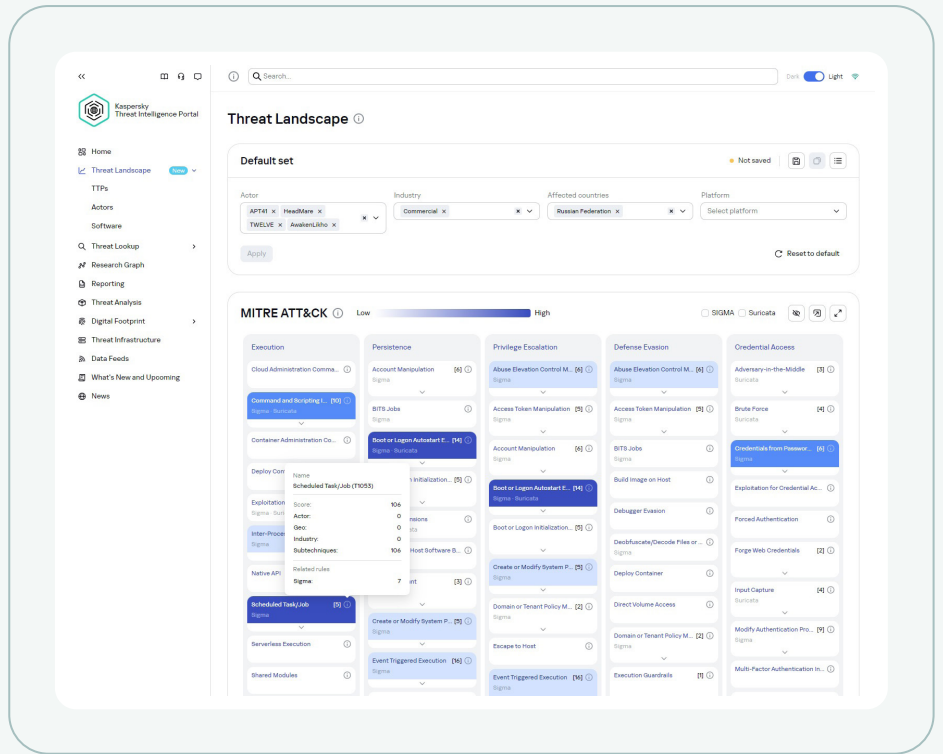 Search...
Dark
Light
Kaspersky
Threat Intelligence Portal
Home
Threat Landscape
New
TTPs
Actors
Software
Threat Lookup
Research Graph
Reporting
Threat Analysis
Digital Footprint
Threat Infrastructure
Data Feeds
What's New and Upcoming
News
Threat Landscape
Default set
Not saved
Actor
APT41 × HeadMare ×
TWELVE × AwakenLikho ×
Industry
Commercial ×
Affected countries
Russian Federation ×
Platform
Select platform
Apply
Reset to default
MITRE ATT&CK
Low
High
SIGMA
Suricata
Execution
Cloud Administration Comma...
Command and Scripting I... [10]
Sigma · Suricata
Container Administration Co...
Deploy Con
Exploitation
Sigma · Suri
Inter-Proce
Sigma
Native API
Scheduled Task/Job [5]
Sigma
Serverless Execution
Shared Modules
Name
Scheduled Task/Job (T1053)
Score: 106
Actor: 0
Geo: 0
Industry: 0
Subtechniques: 106
Related rules
Sigma: 7
Persistence
Account Manipulation [6]
Sigma
BITS Jobs
Sigma
Boot or Logon Autostart E... [14]
Sigma · Suricata
Initialization... [5]
nsions
Host Software B...
[3]
Create or Modify System P... [5]
Sigma
Event Triggered Execution [16]
Sigma
Privilege Escalation
Abuse Elevation Control M... [6]
Sigma
Access Token Manipulation [5]
Sigma
Account Manipulation [6]
Sigma
Boot or Logon Autostart E... [14]
Sigma · Suricata
Boot or Logon Initialization... [5]
Create or Modify System P... [5]
Sigma
Domain or Tenant Policy M... [2]
Sigma
Escape to Host
Event Triggered Execution [16]
Sigma
Defense Evasion
Abuse Elevation Control M... [6]
Sigma
Access Token Manipulation [5]
Sigma
BITS Jobs
Sigma
Build Image on Host
Debugger Evasion
Deobfuscate/Decode Files or ...
Sigma
Deploy Container
Direct Volume Access
Domain or Tenant Policy M... [2]
Sigma
Execution Guardrails [1]
Credential Access
Adversary-in-the-Middle [3]
Suricata
Brute Force [4]
Suricata
Credentials from Passwor... [6]
Sigma
Exploitation for Credential Ac...
Forced Authentication
Forge Web Credentials [2]
Input Capture [4]
Suricata
Modify Authentication Pro... [9]
Sigma
Multi-Factor Authentication In...